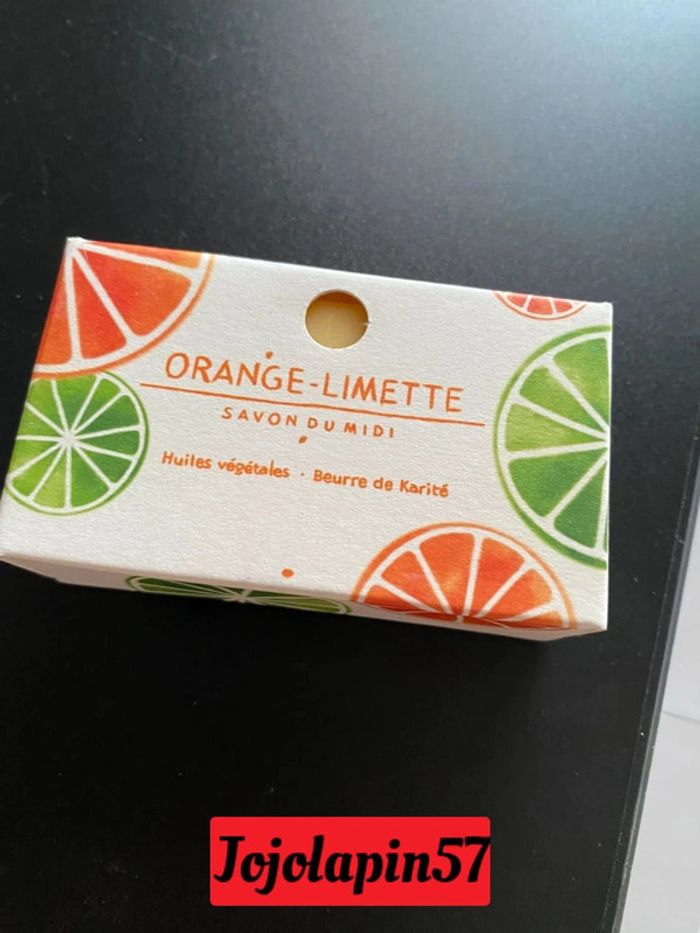 ORANGE-LIMETTE
SAVON DU MIDI
Huiles végétales · Beurre de Karité
Jojolapin57